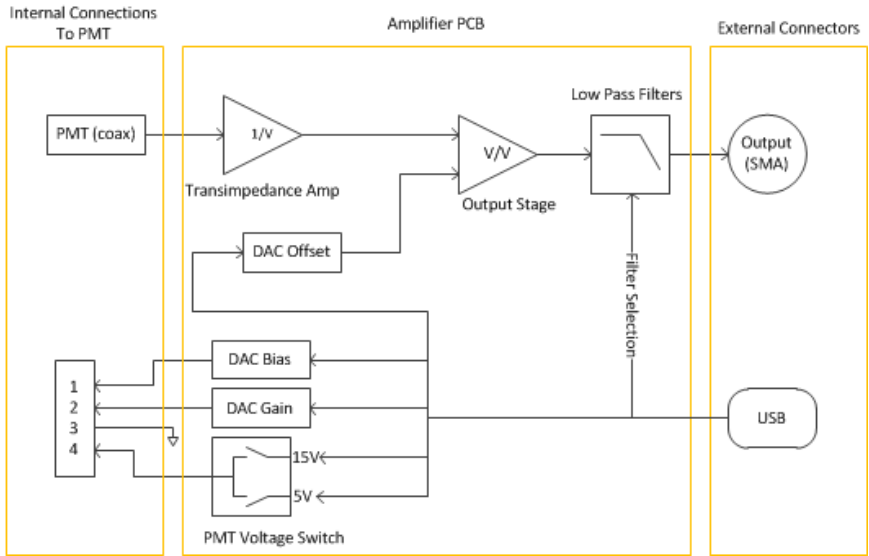 Internal Connections
To PMT
Amplifier PCB
External Connectors
Low Pass Filters
PMT (coax)
1/V
V/V
Output
(SMA)
Transimpedance Amp
Output Stage
DAC Offset
Filter Selection
DAC Bias
1
2
3
4
DAC Gain
USB
15V
5V
PMT Voltage Switch